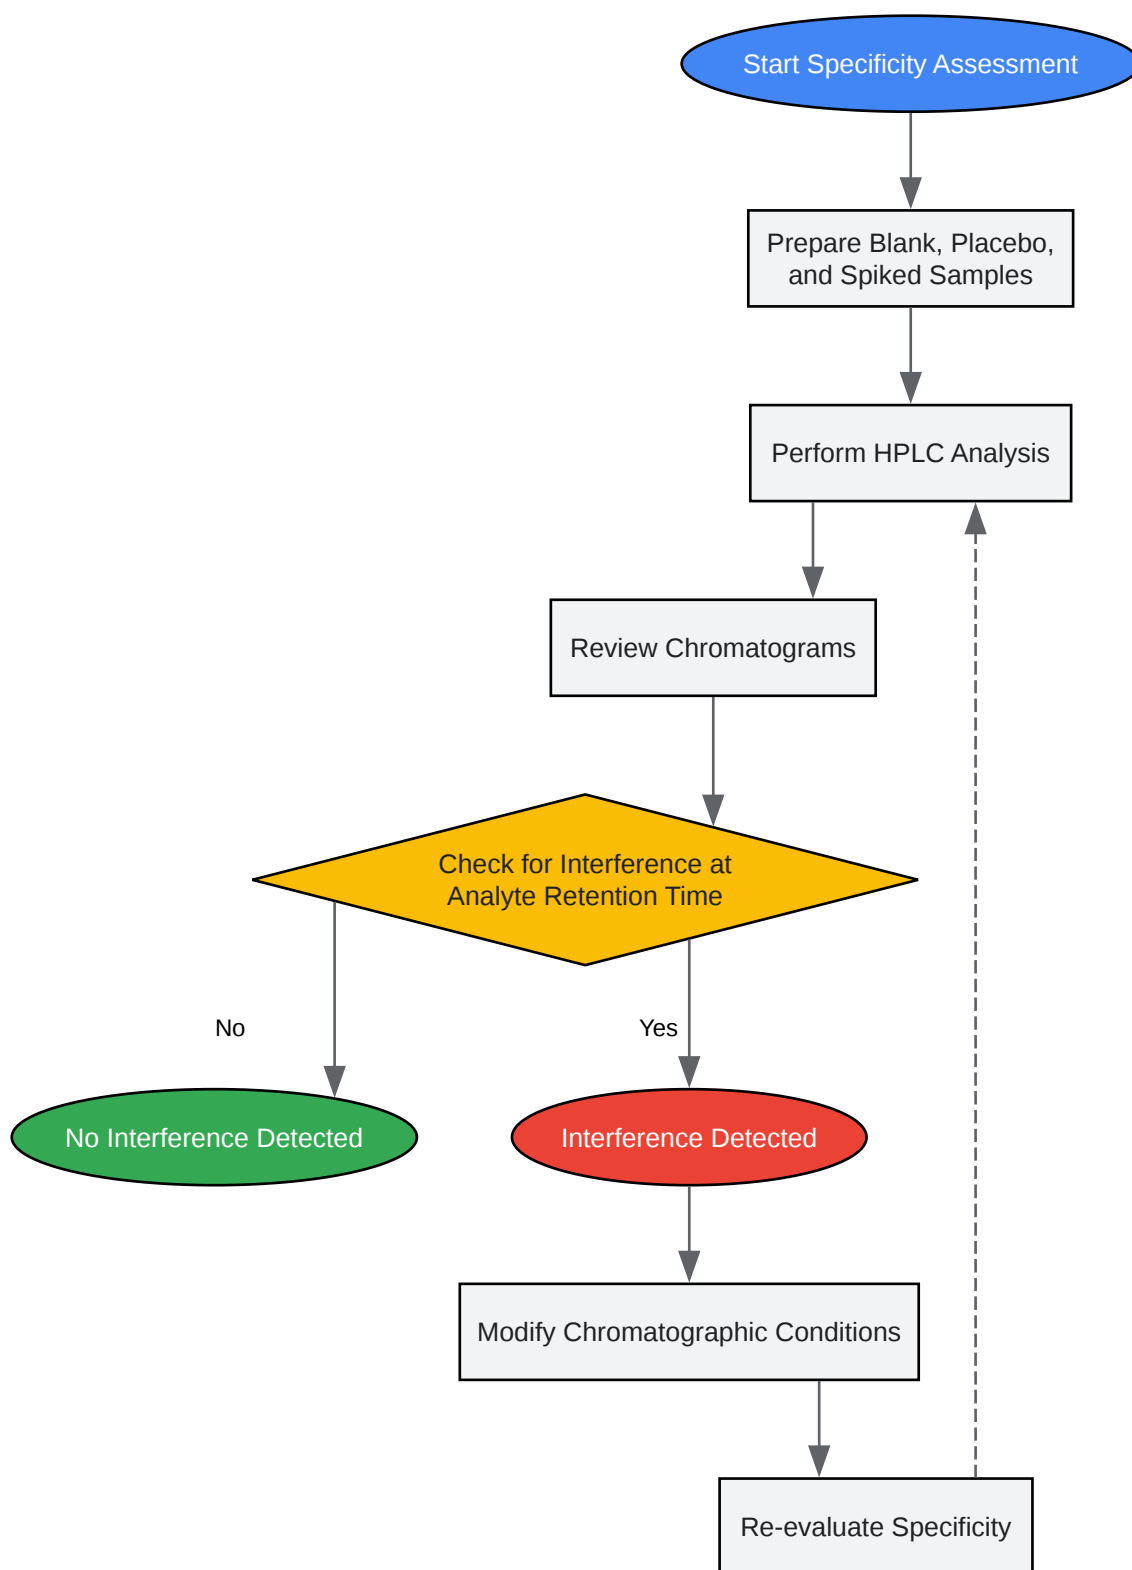 Start Specificity Assessment
Prepare Blank, Placebo,
and Spiked Samples
Perform HPLC Analysis
Review Chromatograms
Check for Interference at
Analyte Retention Time
No
Yes
No Interference Detected
Interference Detected
Modify Chromatographic Conditions
Re-evaluate Specificity